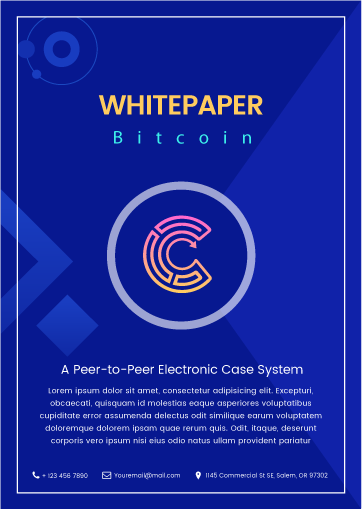 WHITEPAPER
Bitcoin
A Peer-to-Peer Electronic Case System
Lorem ipsum dolor sit amet, consectetur adipisicing elit. Excepturi,
obcaecati, quisquam id molestias eaque asperiores voluptatibus
cupiditate error assumenda delectus odit similique earum voluptatem
doloremque dolorem ipsam quae rerum quis. Odit, itaque, deserunt
corporis vero ipsum nisi eius odio ullam provident pariatur
+ 123 456 7890 Youremail@mail.com 1145 Commercial St SE, Salem, OR 97302